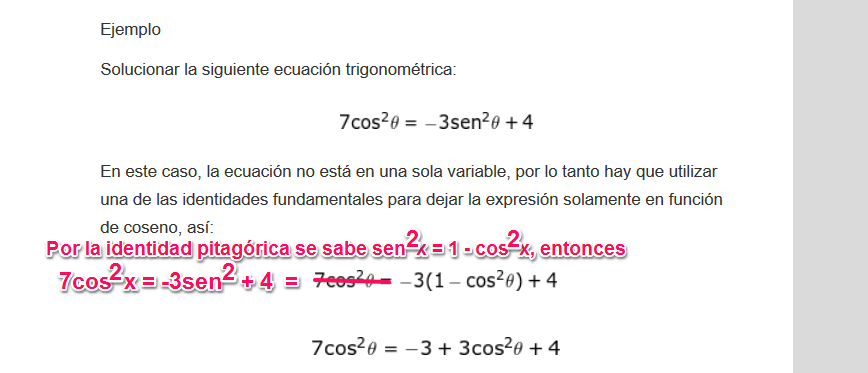 Ejemplo
Solucionar la siguiente ecuación trigonométrica:
7cos²θ = −3sen²θ + 4
En este caso, la ecuación no está en una sola variable, por lo tanto hay que utilizar
una de las identidades fundamentales para dejar la expresión solamente en función
de coseno, así:
Por la identidad pitagórica se sabe sen²x = 1 - cos²x, entonces
7cos²x = -3sen² + 4 = 7cos²θ = −3(1 − cos²θ) + 4
7cos²θ = −3 + 3cos²θ + 4